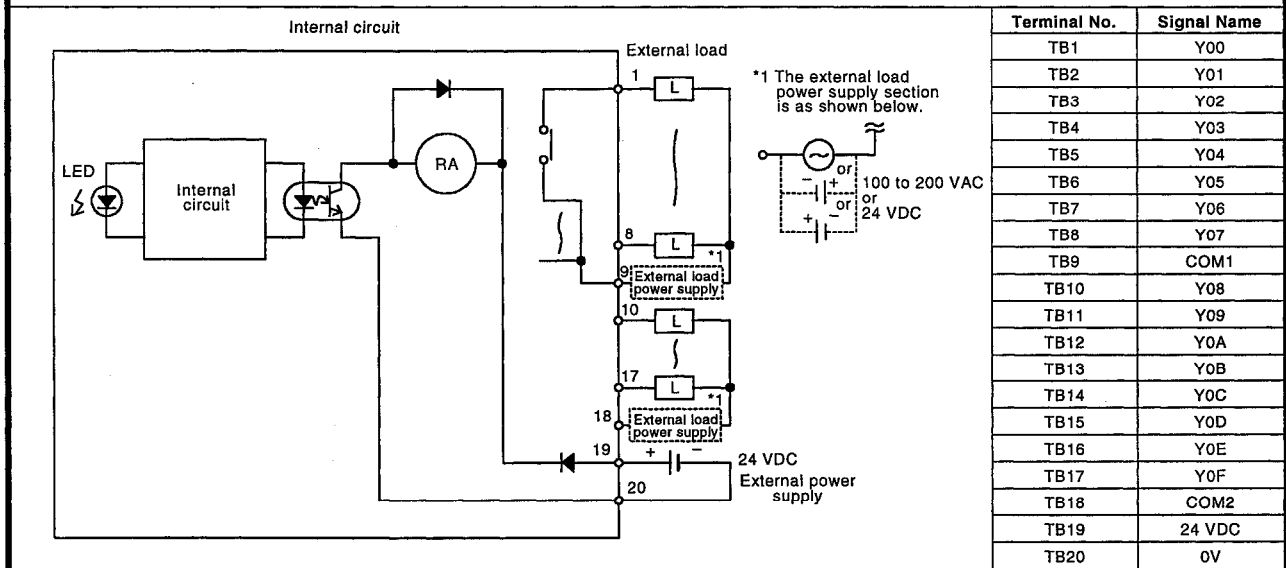 Internal circuit
LED
Internal
circuit
RA
External load
1
L
8
L
*1
9
External load
power supply
10
L
17
L
*1
18
External load
power supply
19
+ −
24 VDC
External power
supply
20
*1 The external load
power supply section
is as shown below.
or
− +
or
+ −
100 to 200 VAC
or
24 VDC
Terminal No. Signal Name
TB1 Y00
TB2 Y01
TB3 Y02
TB4 Y03
TB5 Y04
TB6 Y05
TB7 Y06
TB8 Y07
TB9 COM1
TB10 Y08
TB11 Y09
TB12 Y0A
TB13 Y0B
TB14 Y0C
TB15 Y0D
TB16 Y0E
TB17 Y0F
TB18 COM2
TB19 24 VDC
TB20 0V